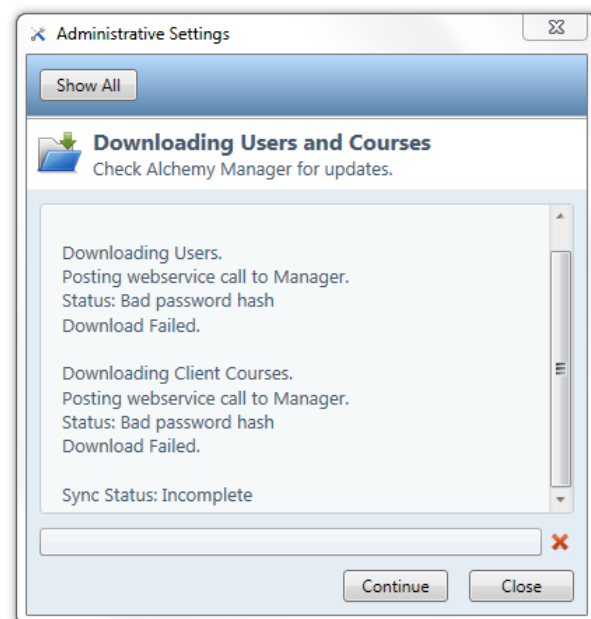 Administrative Settings
Show All
Downloading Users and Courses
Check Alchemy Manager for updates.
Downloading Users.
Posting webservice call to Manager.
Status: Bad password hash
Download Failed.
Downloading Client Courses.
Posting webservice call to Manager.
Status: Bad password hash
Download Failed.
Sync Status: Incomplete
Continue
Close